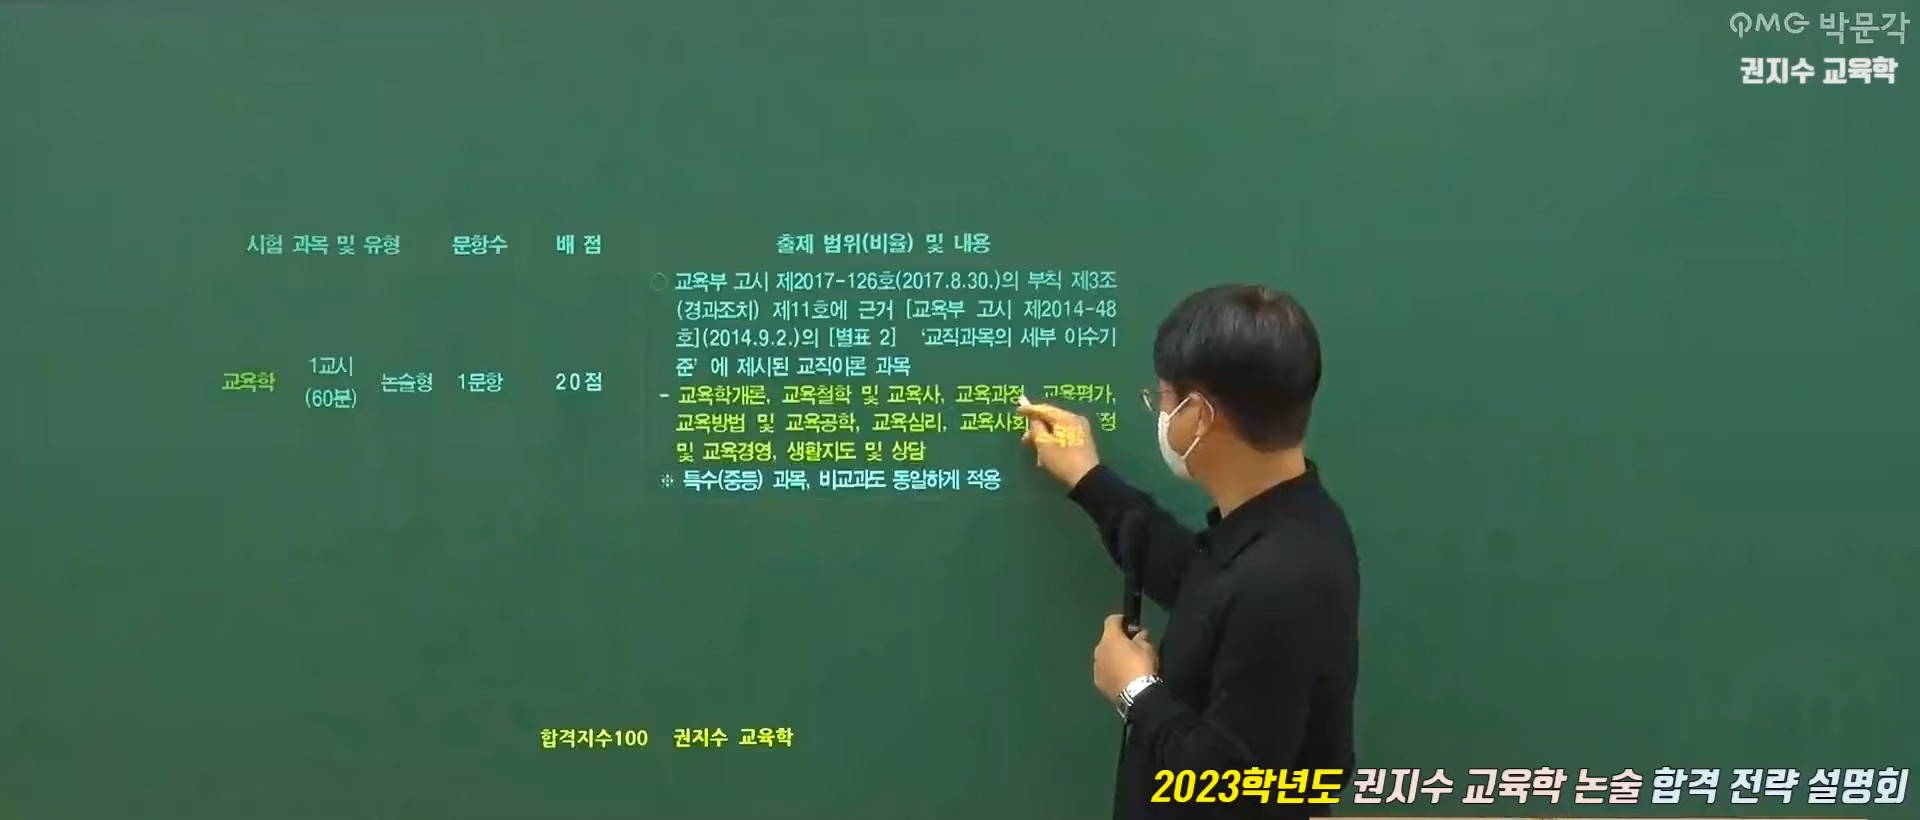 PMG 박문각
권지수 교육학
시험 과목 및 유형 문항수 배 점 출제 범위(비율) 및 내용
교육학 1교시 (60분) 논술형 1문항 20점
○ 교육부 고시 제2017-126호(2017.8.30.)의 부칙 제3조
(경과조치) 제11호에 근거 [교육부 고시 제2014-48
호](2014.9.2.)의 [별표 2] ‘교직과목의 세부 이수기
준’ 에 제시된 교직이론 과목
- 교육학개론, 교육철학 및 교육사, 교육과정, 교육평가,
교육방법 및 교육공학, 교육심리, 교육사회 정
및 교육경영, 생활지도 및 상담
※ 특수(중등) 과목, 비교과도 동일하게 적용
합격지수100 권지수 교육학
2023학년도 권지수 교육학 논술 합격 전략 설명회